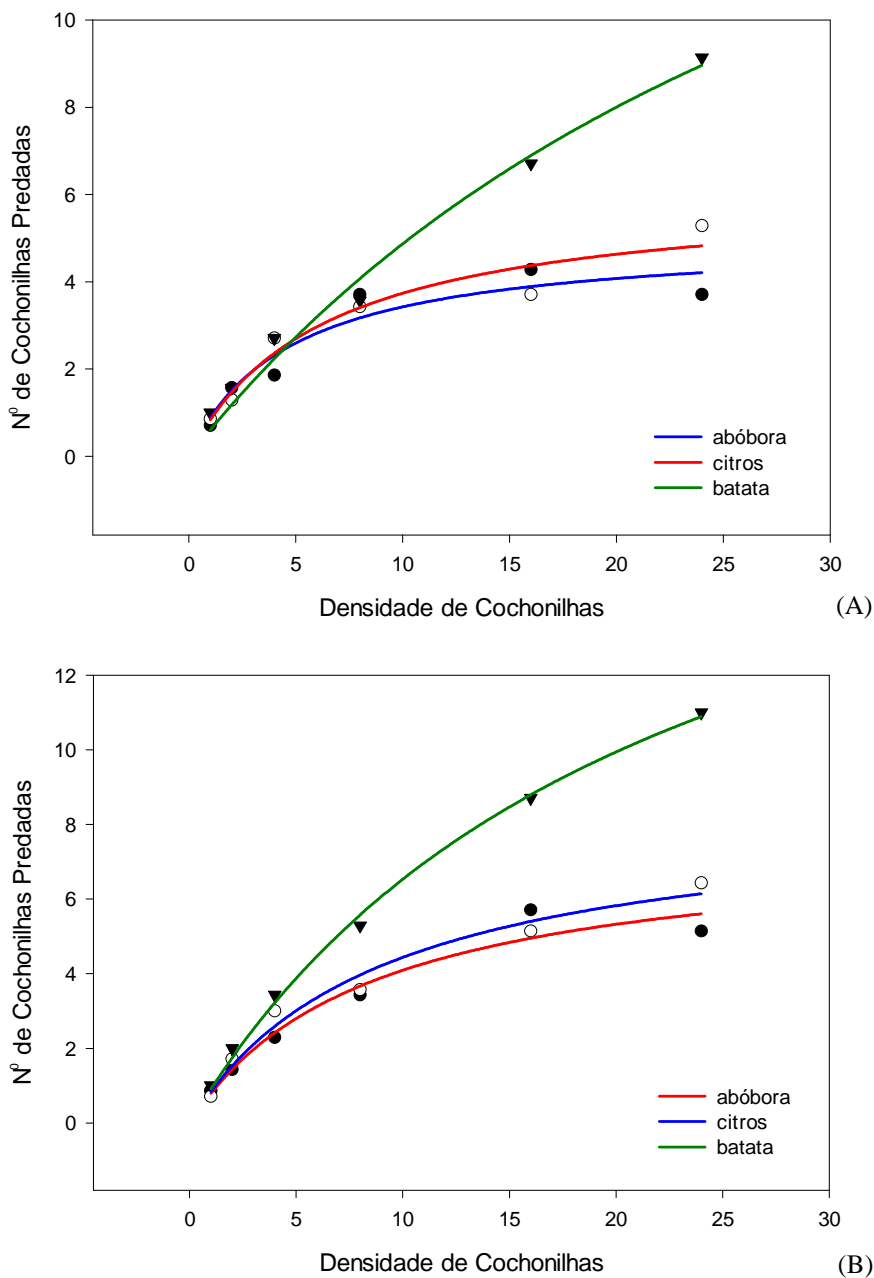 10
8
6
4
2
0
Nº de Cochonilhas Predadas
abóbora
citros
batata
0 5 10 15 20 25 30
Densidade de Cochonilhas
(A)
12
10
8
6
4
2
0
Nº de Cochonilhas Predadas
abóbora
citros
batata
0 5 10 15 20 25 30
Densidade de Cochonilhas
(B)